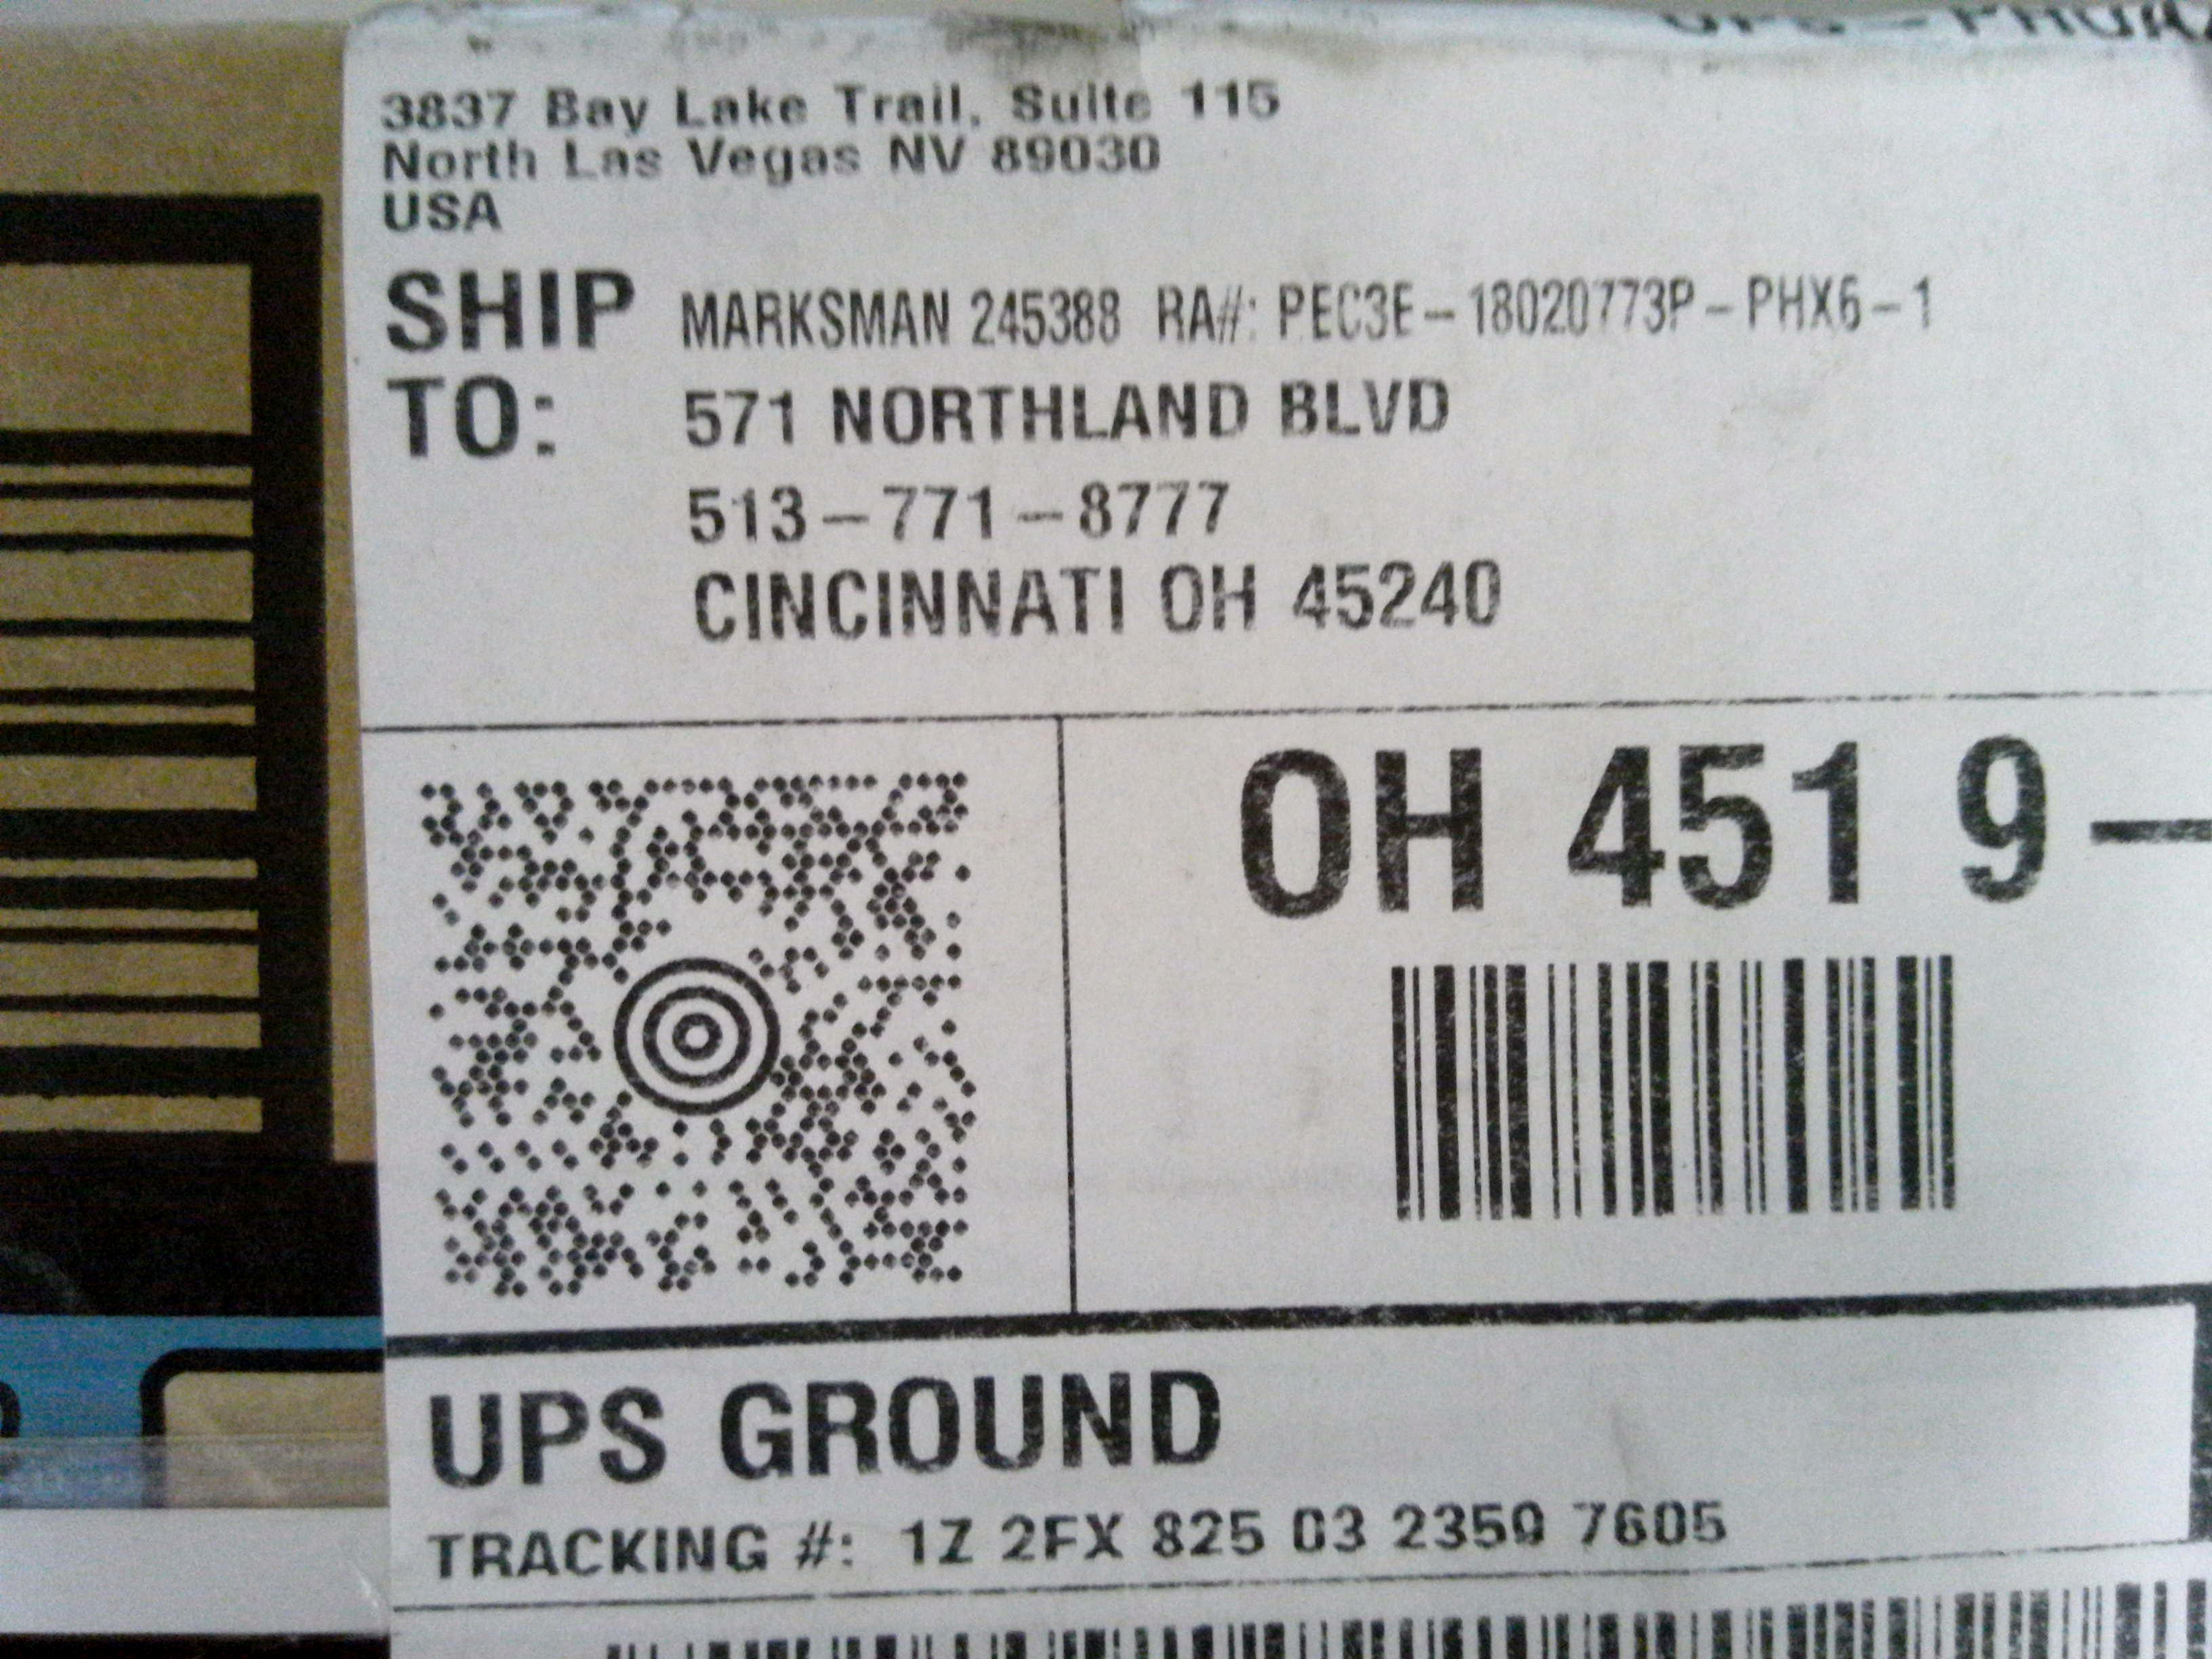 3837 Bay Lake Trail, Suite 115
North Las Vegas NV 89030
USA
SHIP TO:
MARKSMAN 245388 RA#: PEC3E-18020773P-PHX6-1
571 NORTHLAND BLVD
513-771-8777
CINCINNATI OH 45240
OH 451 9-
UPS GROUND
TRACKING #: 1Z 2FX 825 03 2359 7605